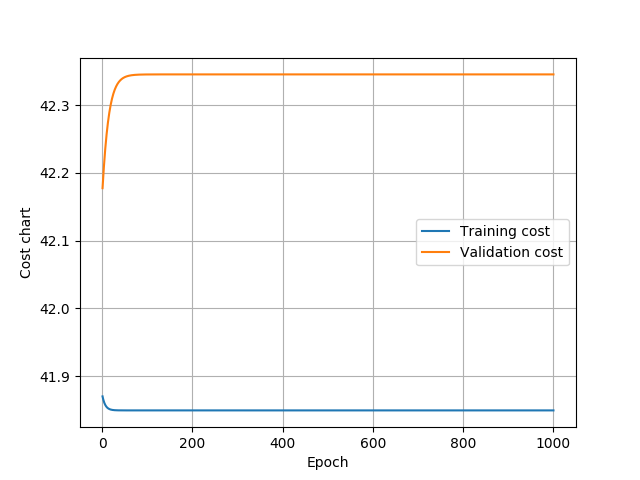 42.3
42.2
42.1
42.0
41.9
Cost chart
Training cost
Validation cost
0 200 400 600 800 1000
Epoch